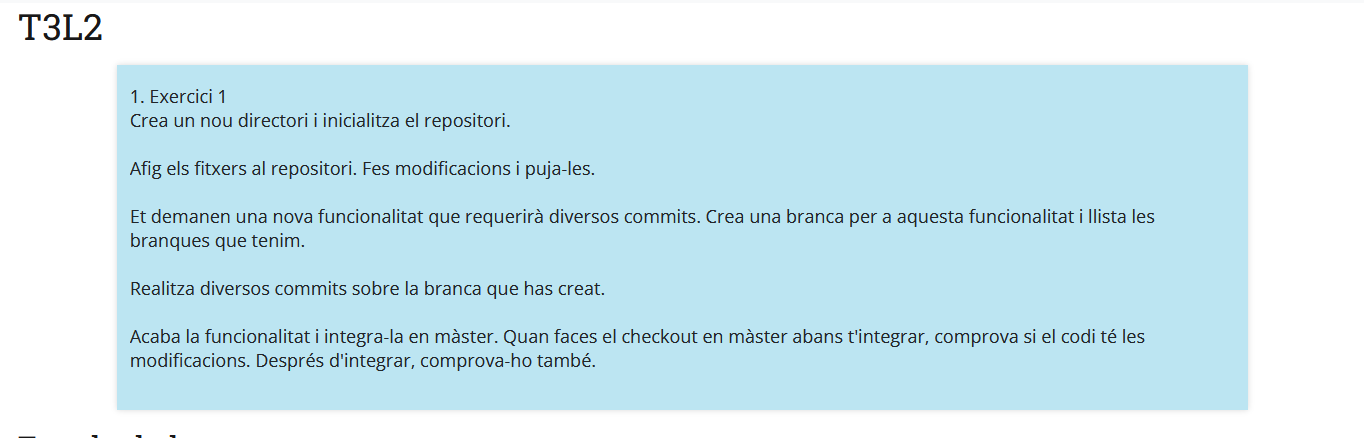 T3L2
1. Exercici 1
Crea un nou directori i inicialitza el repositori.
Afig els fitxers al repositori. Fes modificacions i puja-les.
Et demanen una nova funcionalitat que requerirà diversos commits. Crea una branca per a aquesta funcionalitat i llista les
branques que tenim.
Realitza diversos commits sobre la branca que has creat.
Acaba la funcionalitat i integra-la en màster. Quan faces el checkout en màster abans t'integrar, comprova si el codi té les
modificacions. Després d'integrar, comprova-ho també.